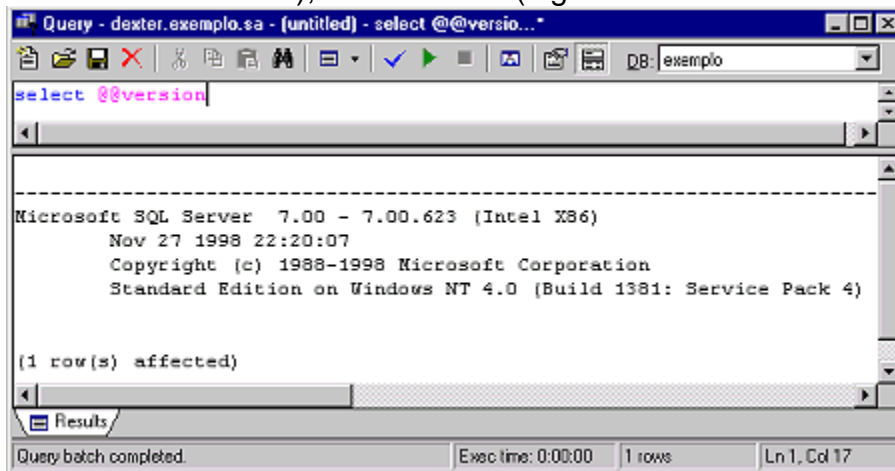 Query - dexter.exemplo.sa - (untitled) - select @@versio...*
DB: exemplo
select @@version
--------------------------------------------------------------------------------
Microsoft SQL Server 7.00 - 7.00.623 (Intel X86)
Nov 27 1998 22:20:07
Copyright (c) 1988-1998 Microsoft Corporation
Standard Edition on Windows NT 4.0 (Build 1381: Service Pack 4)
(1 row(s) affected)
Results
Query batch completed. Exec time: 0:00:00 1 rows Ln 1, Col 17